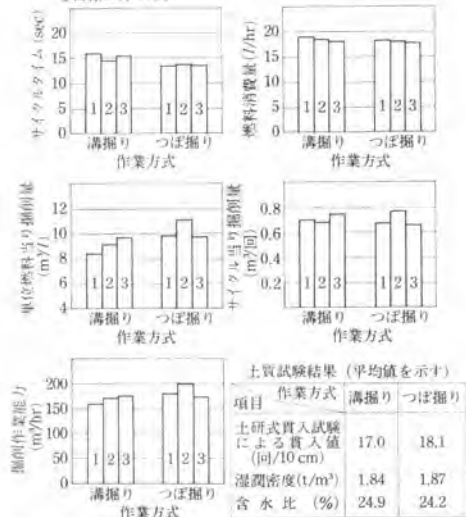 サイクルタイム(sec)
20
15
10
5
0
1 2 3
1 2 3
溝掘り つぼ掘り
作業方式
燃料消費量(l/hr)
20
15
10
5
0
1 2 3
1 2 3
溝掘り つぼ掘り
作業方式
単位燃料当り掘削量
(m³/l)
12
10
8
6
4
1 2 3
1 2 3
溝掘り つぼ掘り
作業方式
サイクル当り掘削量
(m³/回)
0.8
0.6
0.4
0.2
1 2 3
1 2 3
溝掘り つぼ掘り
作業方式
掘削作業能力
(m³/hr)
200
150
100
50
0
1 2 3
1 2 3
溝掘り つぼ掘り
作業方式
土質試験結果 (平均値を示す)
項目 作業方式 溝掘り つぼ掘り
土研式貫入試験
による貫入値 17.0 18.1
(回/10 cm)
湿潤密度(t/m³) 1.84 1.87
含水比 (%) 24.9 24.2